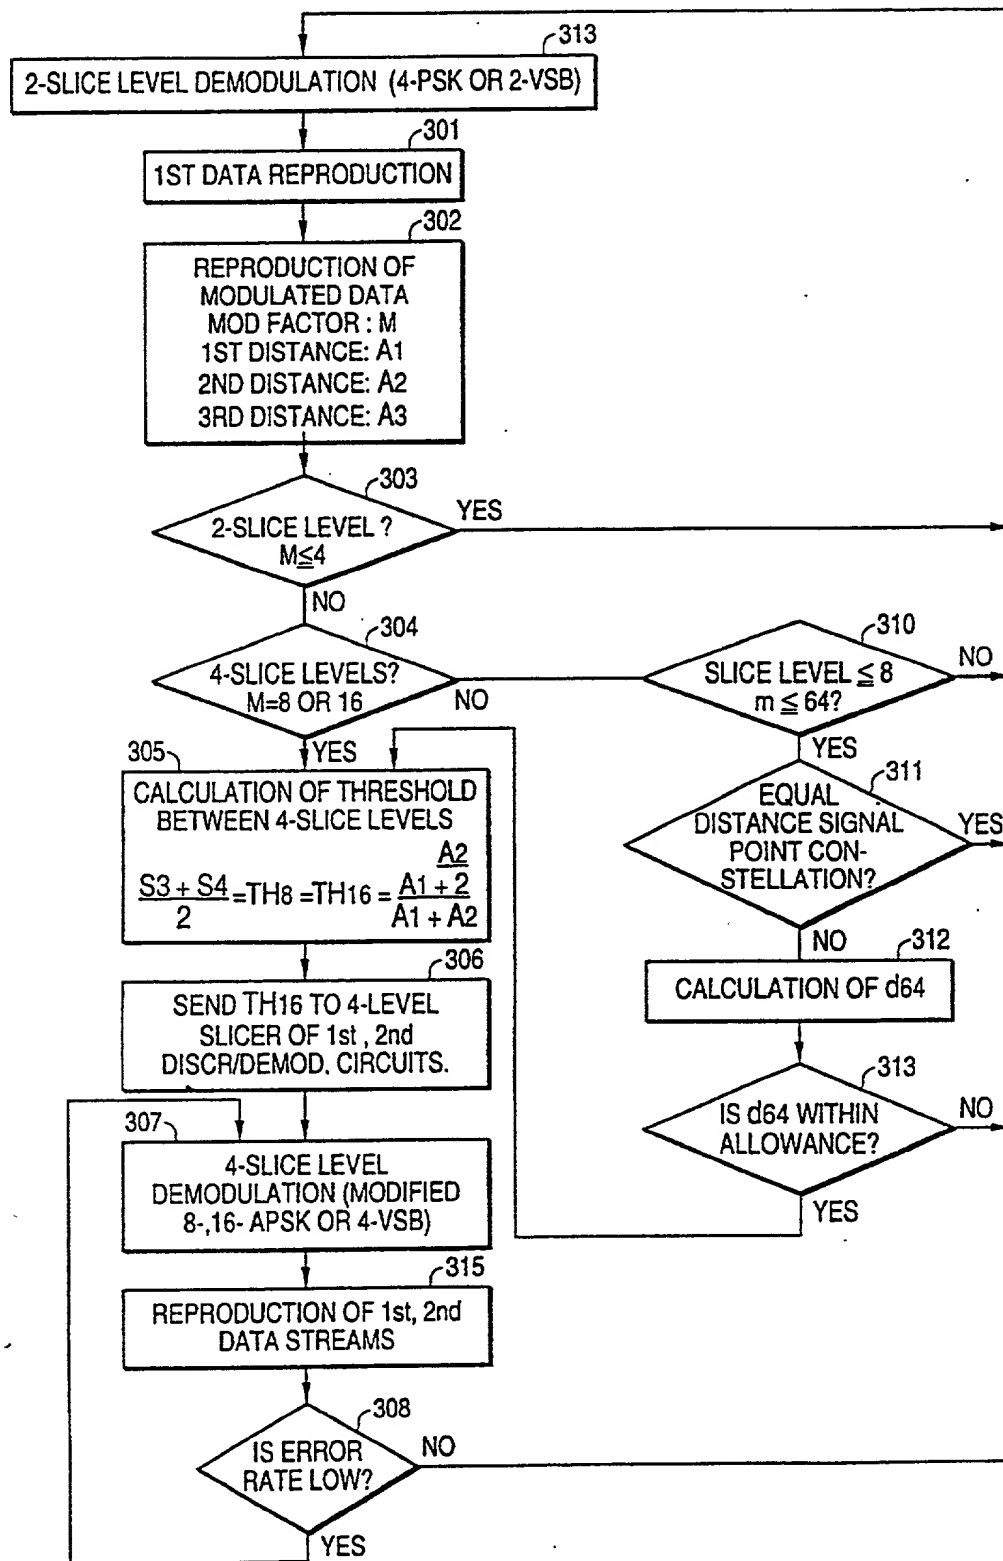 313
2-SLICE LEVEL DEMODULATION (4-PSK OR 2-VSB)
301
1ST DATA REPRODUCTION
302
REPRODUCTION OF
MODULATED DATA
MOD FACTOR : M
1ST DISTANCE: A1
2ND DISTANCE: A2
3RD DISTANCE: A3
303
2-SLICE LEVEL ?
M≦4
YES
NO
304
4-SLICE LEVELS?
M=8 OR 16
NO
YES
310
SLICE LEVEL ≦ 8
m ≦ 64?
NO
YES
311
EQUAL
DISTANCE SIGNAL
POINT CON-
STELLATION?
YES
NO
312
CALCULATION OF d64
313
IS d64 WITHIN
ALLOWANCE?
NO
YES
305
CALCULATION OF THRESHOLD
BETWEEN 4-SLICE LEVELS
A2
S3 + S4 =TH8 =TH16 = A1 + 2
2 A1 + A2
306
SEND TH16 TO 4-LEVEL
SLICER OF 1st , 2nd
DISCR/DEMOD. CIRCUITS.
307
4-SLICE LEVEL
DEMODULATION (MODIFIED
8-,16- APSK OR 4-VSB)
315
REPRODUCTION OF 1st, 2nd
DATA STREAMS
308
IS ERROR
RATE LOW?
NO
YES